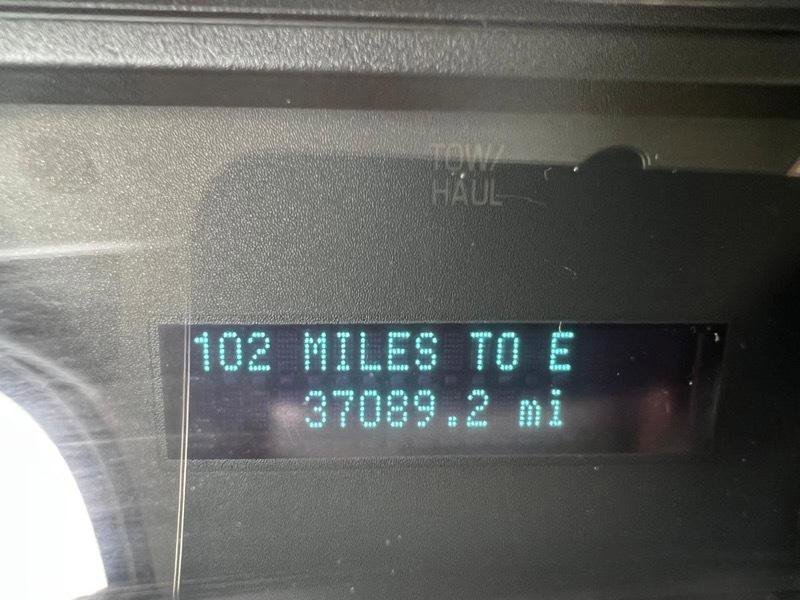 TOW/
HAUL
102 MILES TO E
37089.2 mi